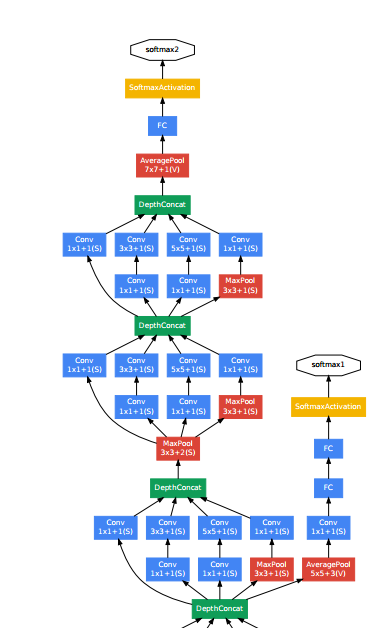 softmax2
SoftmaxActivation
FC
AveragePool
7x7+1(V)
DepthConcat
Conv Conv Conv Conv
1x1+1(S) 3x3+1(S) 5x5+1(S) 1x1+1(S)
Conv Conv MaxPool
1x1+1(S) 1x1+1(S) 3x3+1(S)
DepthConcat
Conv Conv Conv Conv
1x1+1(S) 3x3+1(S) 5x5+1(S) 1x1+1(S)
softmax1
Conv Conv MaxPool
1x1+1(S) 1x1+1(S) 3x3+1(S)
SoftmaxActivation
MaxPool
3x3+2(S)
FC
DepthConcat
FC
Conv Conv Conv Conv Conv
1x1+1(S) 3x3+1(S) 5x5+1(S) 1x1+1(S) 1x1+1(S)
Conv Conv MaxPool AveragePool
1x1+1(S) 1x1+1(S) 3x3+1(S) 5x5+3(V)
DepthConcat